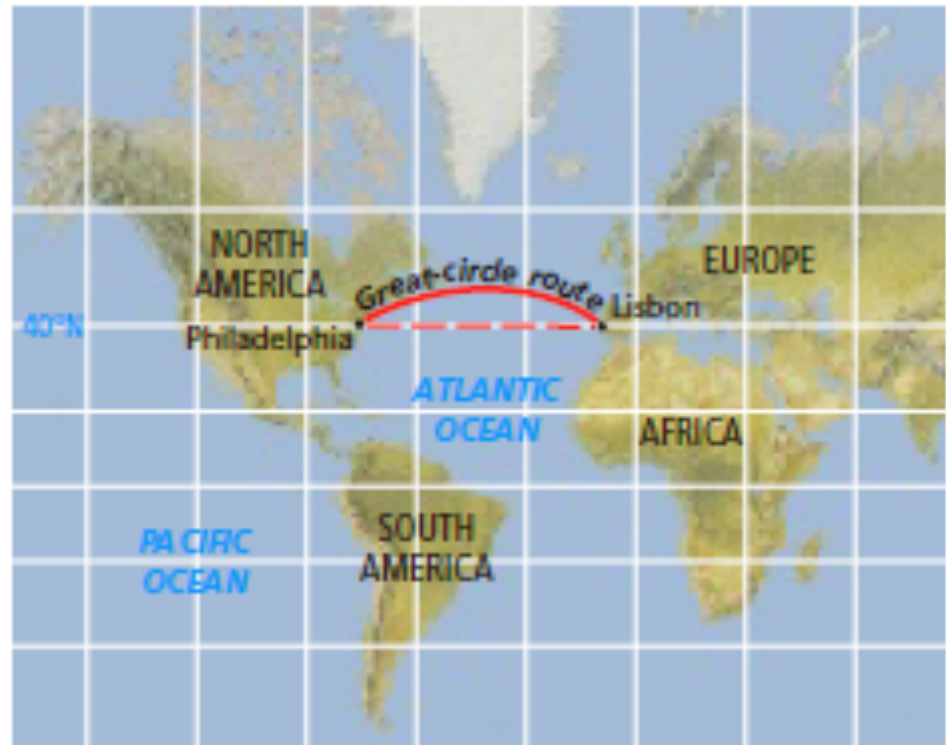 NORTH
AMERICA
EUROPE
Great-circle route
Lisbon
40°N
Philadelphia
ATLANTIC
OCEAN
AFRICA
PACIFIC
OCEAN
SOUTH
AMERICA